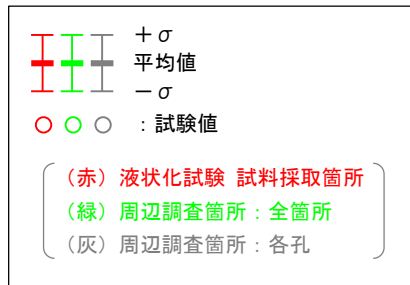 ＋σ
平均値
－σ
：試験値
（赤）液状化試験 試料採取箇所
（緑）周辺調査箇所：全箇所
（灰）周辺調査箇所：各孔